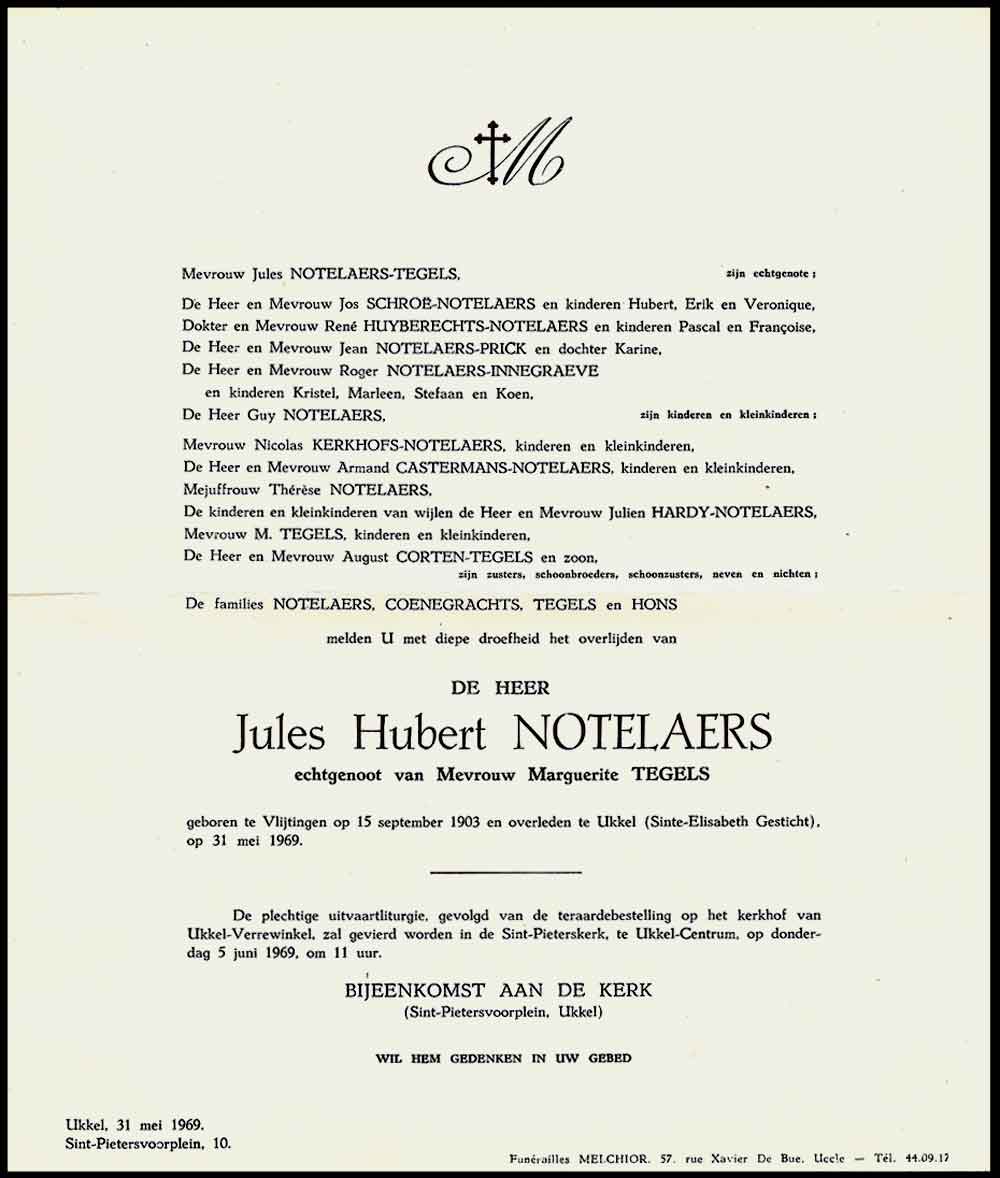 M
Mevrouw Jules NOTELAERS-TEGELS, zijn echtgenote ;
De Heer en Mevrouw Jos SCHROË-NOTELAERS en kinderen Hubert, Erik en Veronique,
Dokter en Mevrouw René HUYBERECHTS-NOTELAERS en kinderen Pascal en Françoise,
De Heer en Mevrouw Jean NOTELAERS-PRICK en dochter Karine,
De Heer en Mevrouw Roger NOTELAERS-INNEGRAEVE
en kinderen Kristel, Marleen, Stefaan en Koen,
De Heer Guy NOTELAERS, zijn kinderen en kleinkinderen ;
Mevrouw Nicolas KERKHOFS-NOTELAERS, kinderen en kleinkinderen,
De Heer en Mevrouw Armand CASTERMANS-NOTELAERS, kinderen en kleinkinderen,
Mejuffrouw Thérèse NOTELAERS,
De kinderen en kleinkinderen van wijlen de Heer en Mevrouw Julien HARDY-NOTELAERS,
Mevrouw M. TEGELS, kinderen en kleinkinderen,
De Heer en Mevrouw August CORTEN-TEGELS en zoon,
zijn zusters, schoonbroeders, schoonzusters, neven en nichten ;
De families NOTELAERS, COENEGRACHTS, TEGELS en HONS
melden U met diepe droefheid het overlijden van
DE HEER
Jules Hubert NOTELAERS
echtgenoot van Mevrouw Marguerite TEGELS
geboren te Vlijtingen op 15 september 1903 en overleden te Ukkel (Sinte-Elisabeth Gesticht),
op 31 mei 1969.
De plechtige uitvaartliturgie, gevolgd van de teraardebestelling op het kerkhof van
Ukkel-Verrewinkel, zal gevierd worden in de Sint-Pieterskerk, te Ukkel-Centrum, op donder-
dag 5 juni 1969, om 11 uur.
BIJEENKOMST AAN DE KERK
(Sint-Pietersvoorplein, Ukkel)
WIL HEM GEDENKEN IN UW GEBED
Ukkel, 31 mei 1969.
Sint-Pietersvoorplein, 10.
Funérailles MELCHIOR, 57, rue Xavier De Bue, Uccle — Tél. 44.09.17